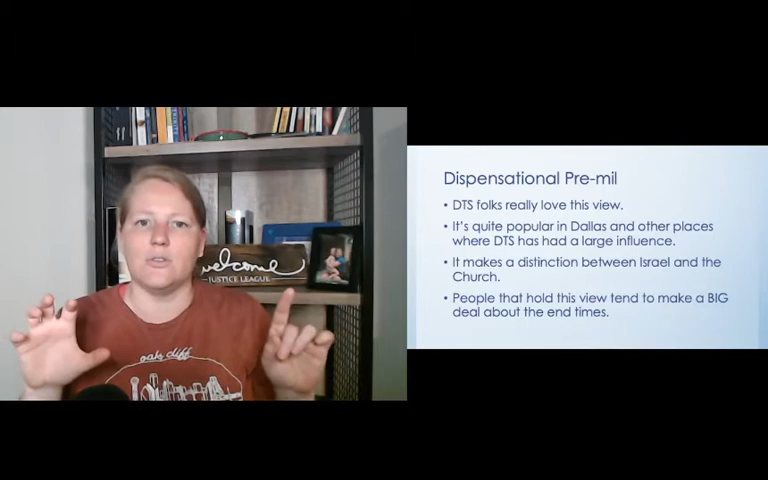 welcome
JUSTICE LEAGUE
oak cliff
Dispensational Pre-mil
• DTS folks really love this view.
• It's quite popular in Dallas and other places
where DTS has had a large influence.
• It makes a distinction between Israel and the
Church.
• People that hold this view tend to make a BIG
deal about the end times.